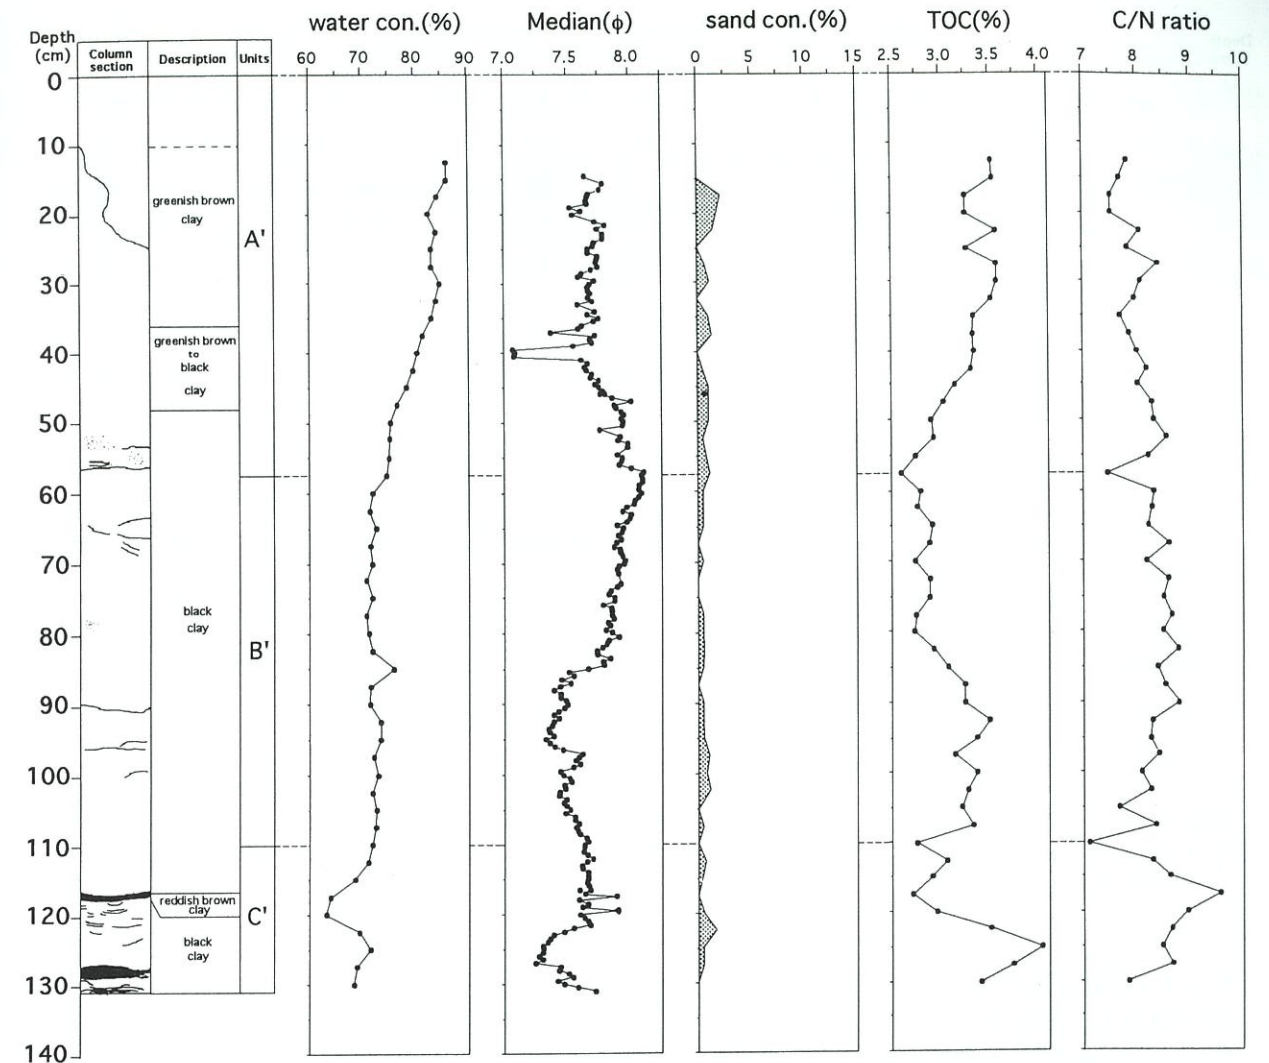 water con.(%) Median(ϕ) sand con.(%) TOC(%) C/N ratio
Depth
(cm)
Column
section
Description
Units
60 70 80 90
7.0 7.5 8.0
0 5 10 15
2.5 3.0 3.5 4.0
7 8 9 10
0
10
20
30
40
50
60
70
80
90
100
110
120
130
140
greenish brown
clay
greenish brown
to
black
clay
black
clay
reddish brown
clay
black
clay
A'
B'
C'